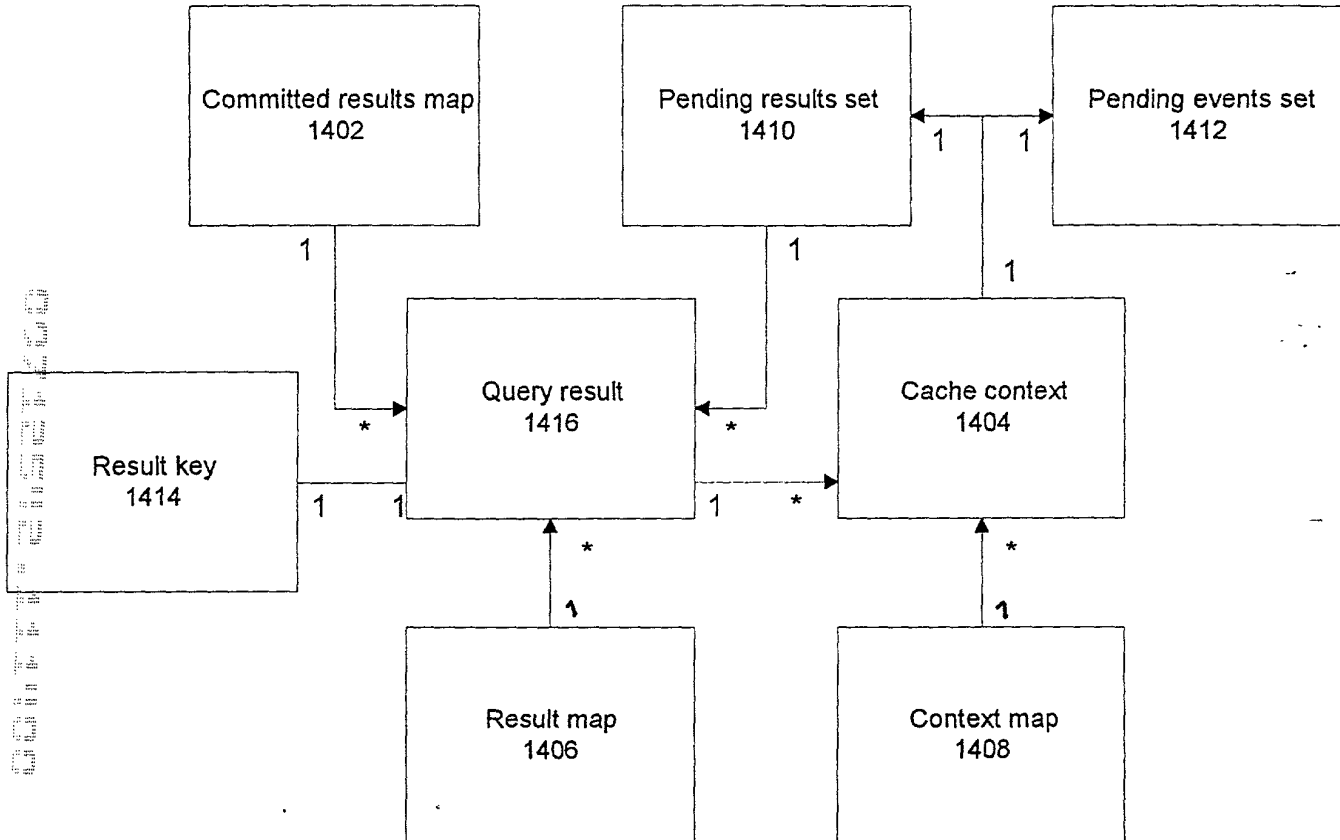 Committed results map
1402
Pending results set
1410
Pending events set
1412
1
1
1
1
1
Query result
1416
Cache context
1404
*
*
Result key
1414
1
1
1
*
*
*
1
1
Result map
1406
Context map
1408